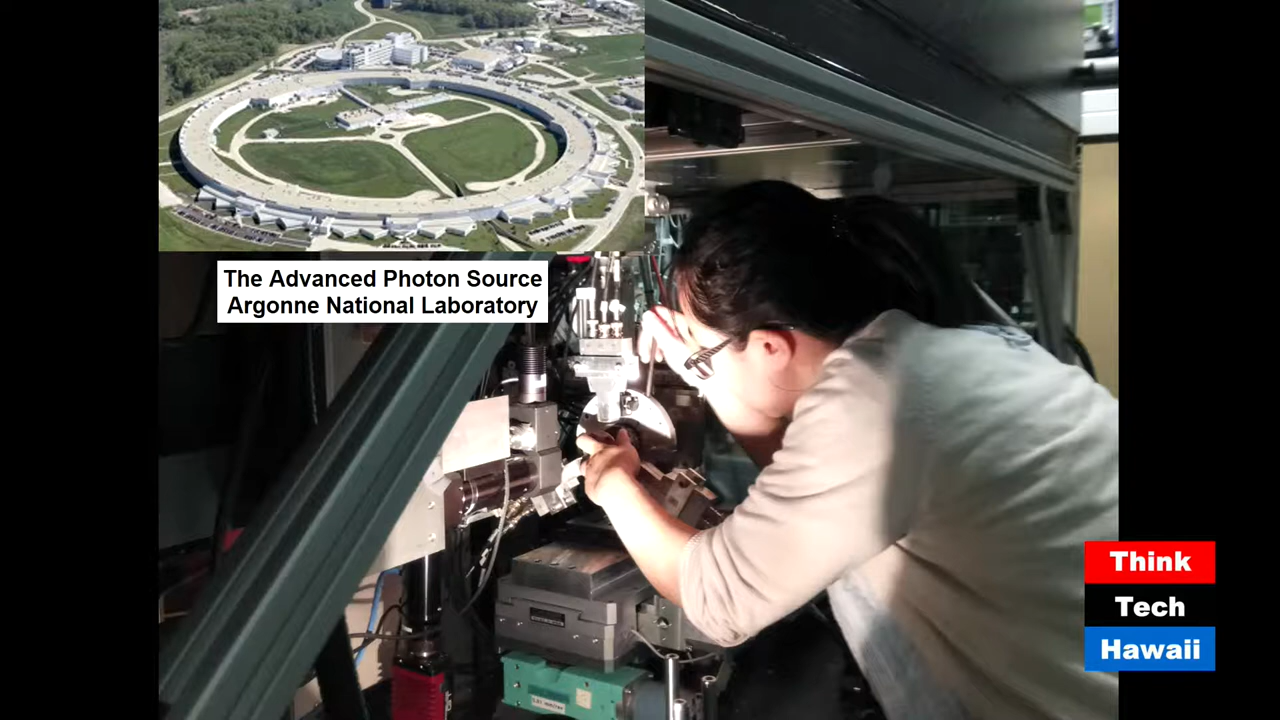 The Advanced Photon Source
Argonne National Laboratory
Think
Tech
Hawaii